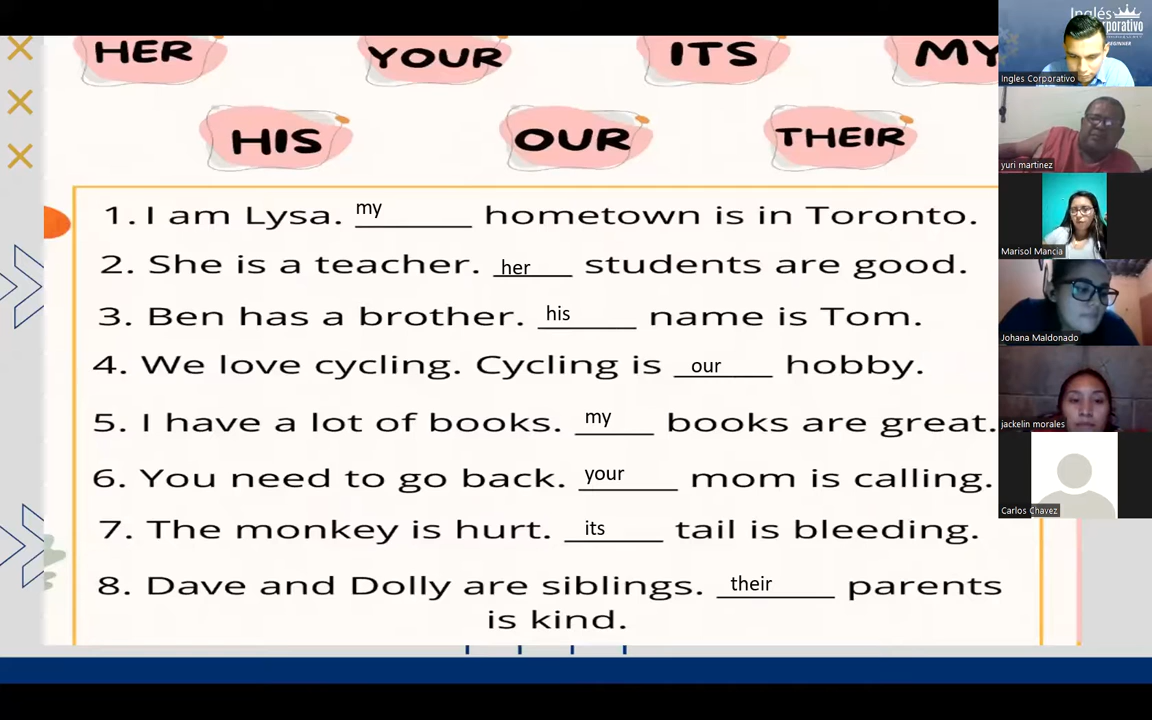 HER YOUR ITS MY
HIS OUR THEIR
1. I am Lysa. my hometown is in Toronto.
2. She is a teacher. her students are good.
3. Ben has a brother. his name is Tom.
4. We love cycling. Cycling is our hobby.
5. I have a lot of books. my books are great.
6. You need to go back. your mom is calling.
7. The monkey is hurt. its tail is bleeding.
8. Dave and Dolly are siblings. their parents
is kind.
Inglés
Ingles Corporativo
yuri martinez
Marisol Mancia
Johana Maldonado
jackelin morales
Carlos Chavez